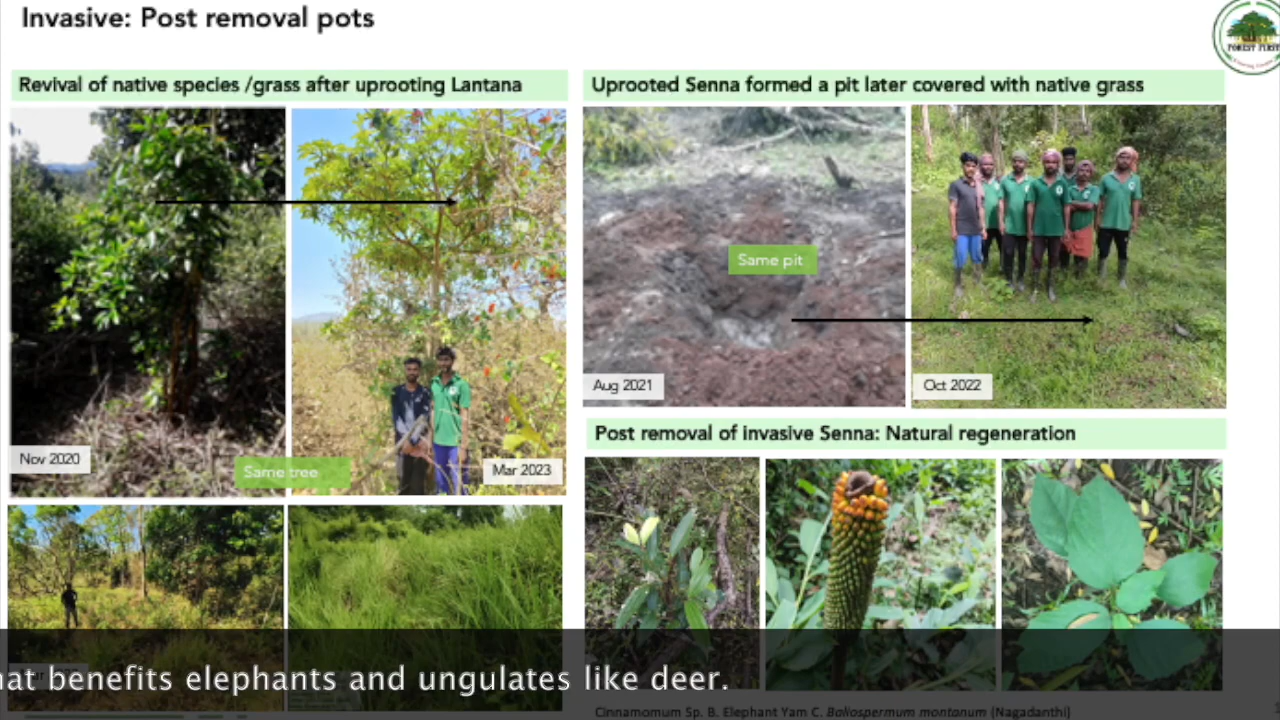 Invasive: Post removal pots
FOREST FIRST
Revival of native species /grass after uprooting Lantana
Uprooted Senna formed a pit later covered with native grass
Same pit
Aug 2021
Oct 2022
Nov 2020
Same tree
Mar 2023
Post removal of invasive Senna: Natural regeneration
benefits elephants and ungulates like deer.
Cinnamomum Sp. B. Elephant Yam C. Baliospermum montanum (Nagadanthi)